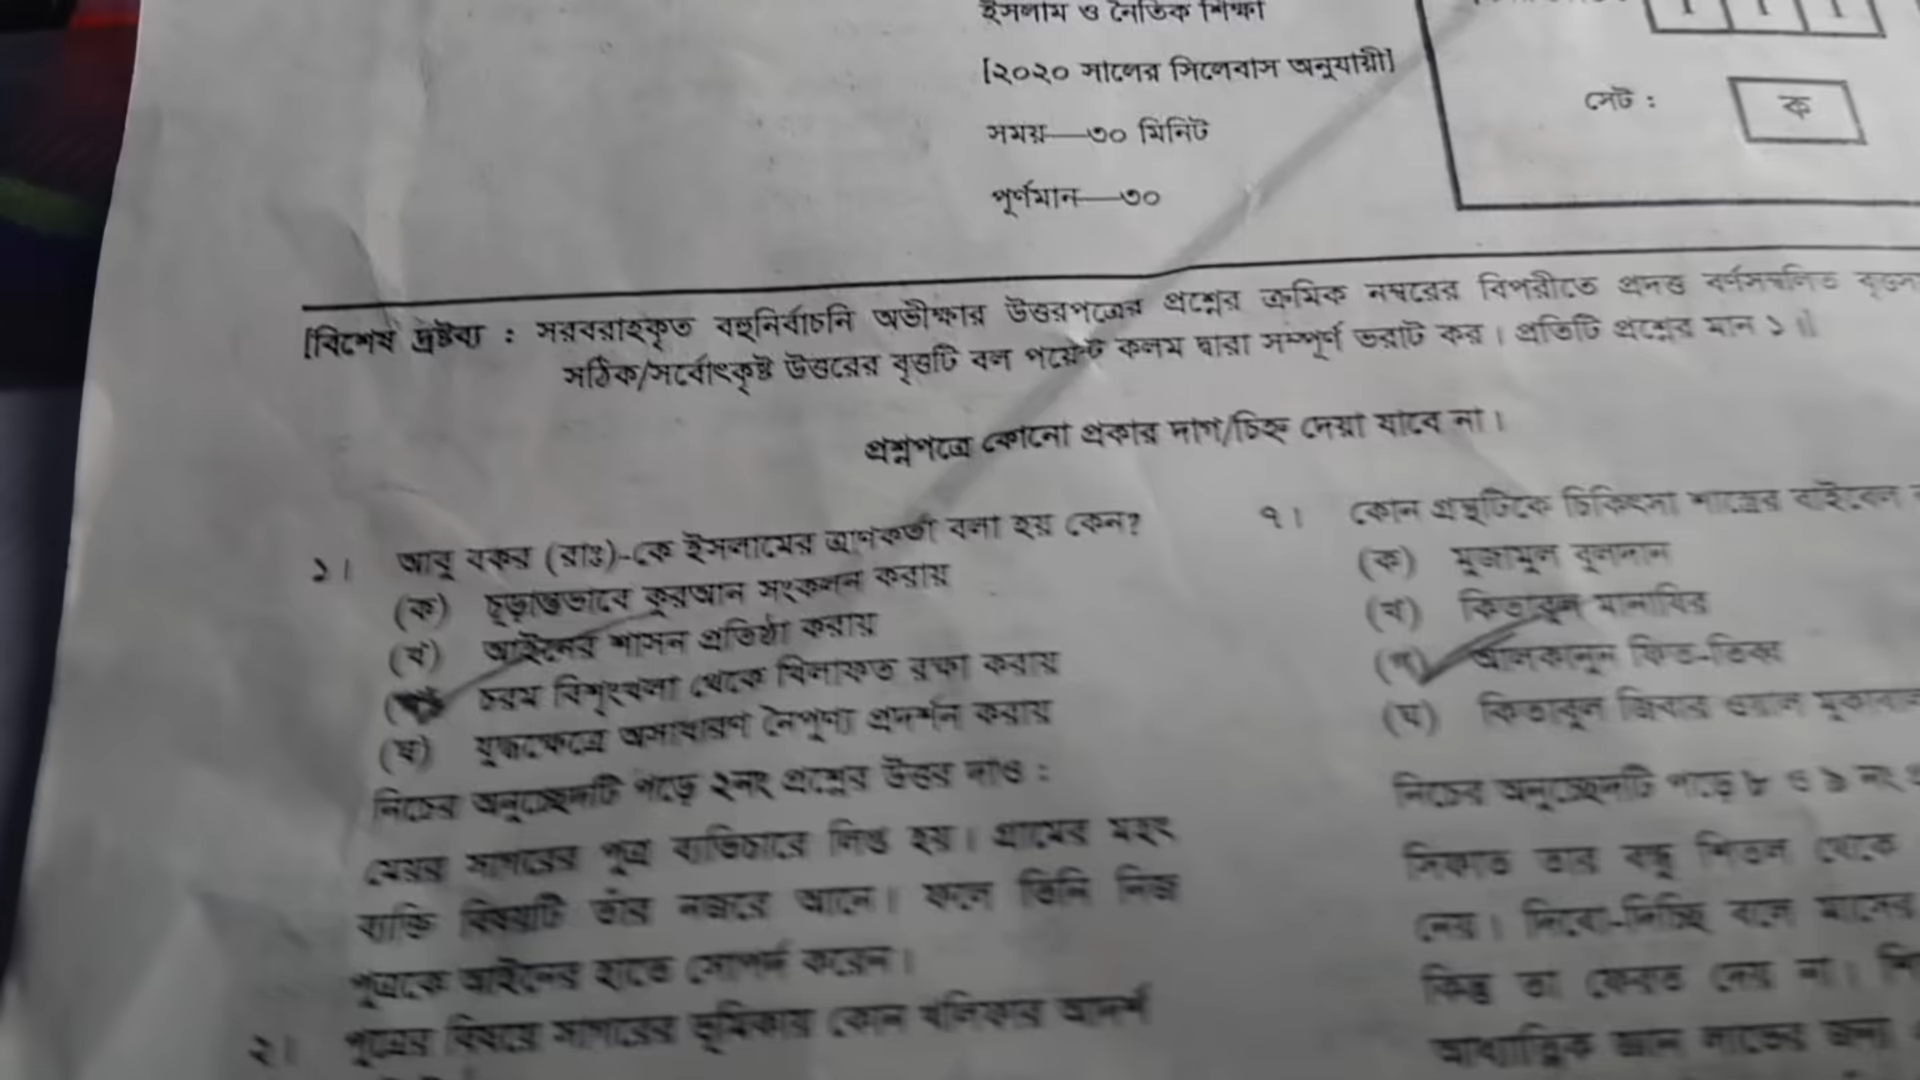 ইসলাম ও নৈতিক শিক্ষা
[২০২০ সালের সিলেবাস অনুযায়ী]
সময়—৩০ মিনিট
পূর্ণমান—৩০
১ ১ ১
সেট :
ক
[বিশেষ দ্রষ্টব্য : সরবরাহকৃত বহুনির্বাচনি অভীক্ষার উত্তরপত্রের প্রশ্নের ক্রমিক নম্বরের বিপরীতে প্রদত্ত বর্ণসম্বলিত
সঠিক/সর্বোৎকৃষ্ট উত্তরের বৃত্তটি বল পয়েন্ট কলম দ্বারা সম্পূর্ণ ভরাট কর। প্রতিটি প্রশ্নের মান ১।]
প্রশ্নপত্রে কোনো প্রকার দাগ/চিহ্ন দেয়া যাবে না।
১। আবু বকর (রাঃ)-কে ইসলামের ত্রাণকর্তা বলা হয় কেন?
(ক) চূড়ান্তভাবে কুরআন সংকলন করায়
(খ) আইনের শাসন প্রতিষ্ঠা করায়
(গ) চরম বিশৃংখলা থেকে খিলাফত রক্ষা করায়
(ঘ) যুদ্ধক্ষেত্রে অসাধারণ নৈপুণ্য প্রদর্শন করায়
নিচের অনুচ্ছেদটি পড়ে ২নং প্রশ্নের উত্তর দাও :
মেয়র সাগরের পুত্র ব্যভিচারে লিপ্ত হয়। গ্রামের মহৎ
ব্যক্তি বিষয়টি তাঁর নজরে আনে। ফলে তিনি নিজ
পুত্রকে আইনের হাতে সোপর্দ করেন।
২। পুত্রের বিষয়ে সাগরের ভূমিকায় কোন খলিফার আদর্শ
৭। কোন গ্রন্থটিকে চিকিৎসা শাস্ত্রের বাইবেল
(ক) মুজামুল বুলদান
(খ) কিতাবুল মানাযির
(গ) আলকানুন ফিত-তিব্ব
(ঘ) কিতাবুল জিবার ওয়াল
নিচের অনুচ্ছেদটি পড়ে ৮ ও ৯ নং
সিফাত তার বন্ধু শিতল থেকে
নেয়। দিবো-দিচ্ছি বলে মাসের
কিন্তু তা ফেরত দেয় না।
আধ্যাত্মিক জ্ঞান লাভের জন্য